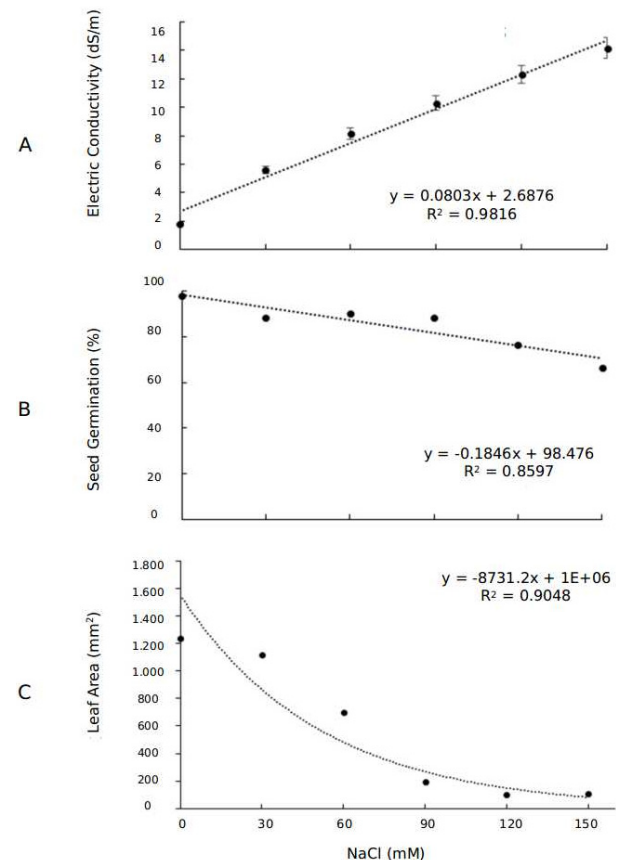 A
Electric Conductivity (dS/m)
16
14
12
10
8
6
4
2
0
y = 0.0803x + 2.6876
R² = 0.9816
B
Seed Germination (%)
100
80
60
40
20
0
y = -0.1846x + 98.476
R² = 0.8597
C
Leaf Area (mm²)
1.800
1.600
1.200
1.000
800
600
400
200
0
y = -8731.2x + 1E+06
R² = 0.9048
0 30 60 90 120 150
NaCl (mM)